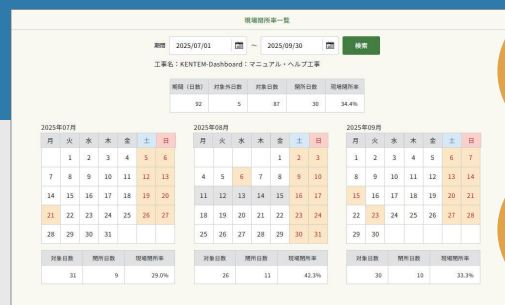 現場閉所率一覧
期間 2025/07/01 ～ 2025/09/30 検索
工事名：KENTEM-Dashboard：マニュアル・ヘルプ工事
期間（日数） 対象外日数 対象日数 閉所日数 現場閉所率
92 5 87 30 34.4%
2025年07月
月 火 水 木 金 土 日
1 2 3 4 5 6
7 8 9 10 11 12 13
14 15 16 17 18 19 20
21 22 23 24 25 26 27
28 29 30 31
対象日数 閉所日数 現場閉所率
31 9 29.0%
2025年08月
月 火 水 木 金 土 日
1 2 3
4 5 6 7 8 9 10
11 12 13 14 15 16 17
18 19 20 21 22 23 24
25 26 27 28 29 30 31
対象日数 閉所日数 現場閉所率
26 11 42.3%
2025年09月
月 火 水 木 金 土 日
1 2 3 4 5 6 7
8 9 10 11 12 13 14
15 16 17 18 19 20 21
22 23 24 25 26 27 28
29 30
対象日数 閉所日数 現場閉所率
30 10 33.3%